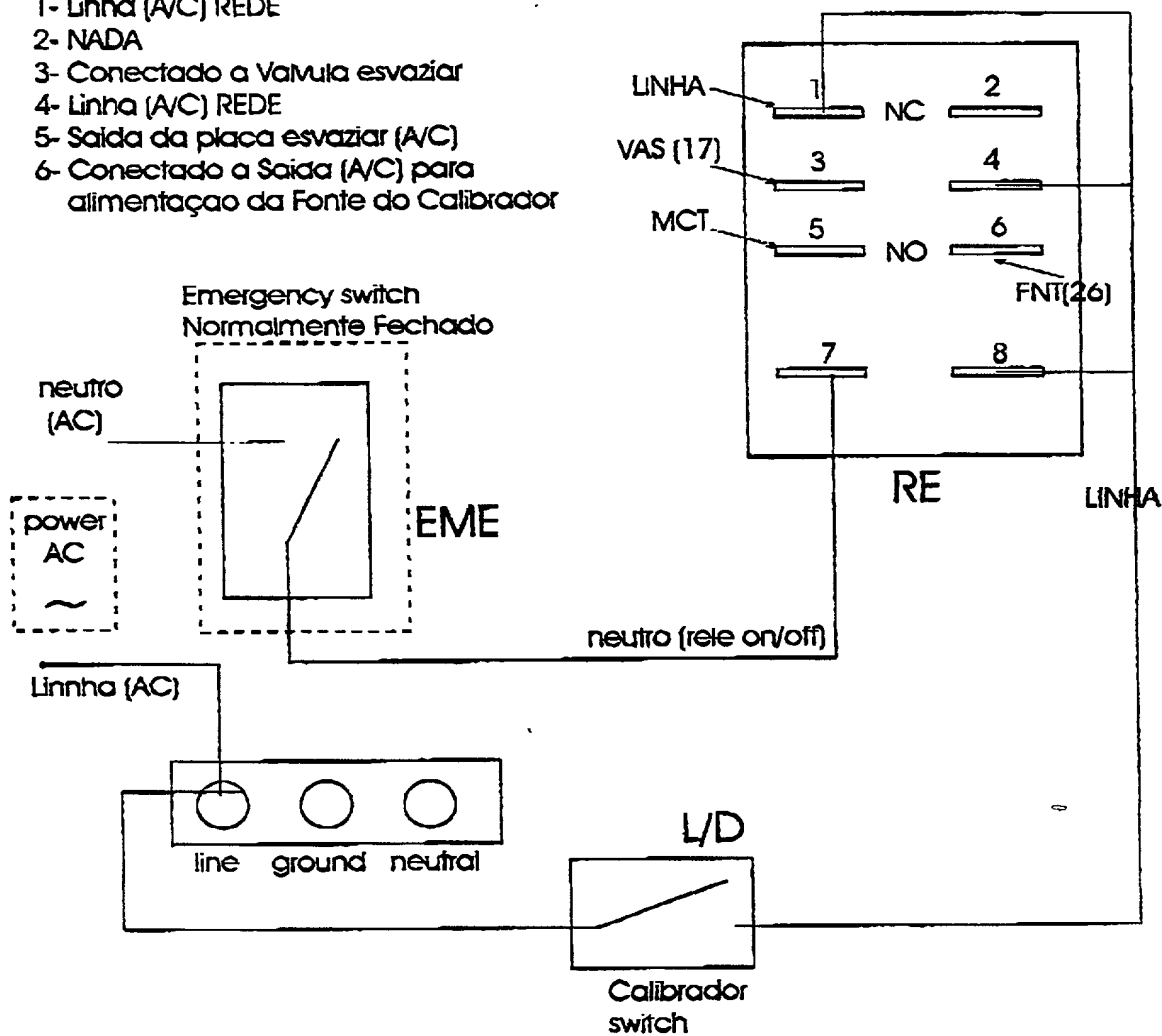 1- Linha (A/C) REDE
2- NADA
3- Conectado a Valvula esvaziar
4- Linha (A/C) REDE
5- Saida da placa esvaziar (A/C)
6- Conectado a Saida (A/C) para
alimentaçao da Fonte do Calibrador
LINHA
1
NC
2
VAS (17)
3
4
MCT
5
NO
6
FNT(26)
7
8
RE
LINHA
Emergency switch
Normalmente Fechado
neutro
(AC)
EME
power
AC
~
neutro (rele on/off)
Linnha (AC)
line
ground
neutral
L/D
Calibrador
switch